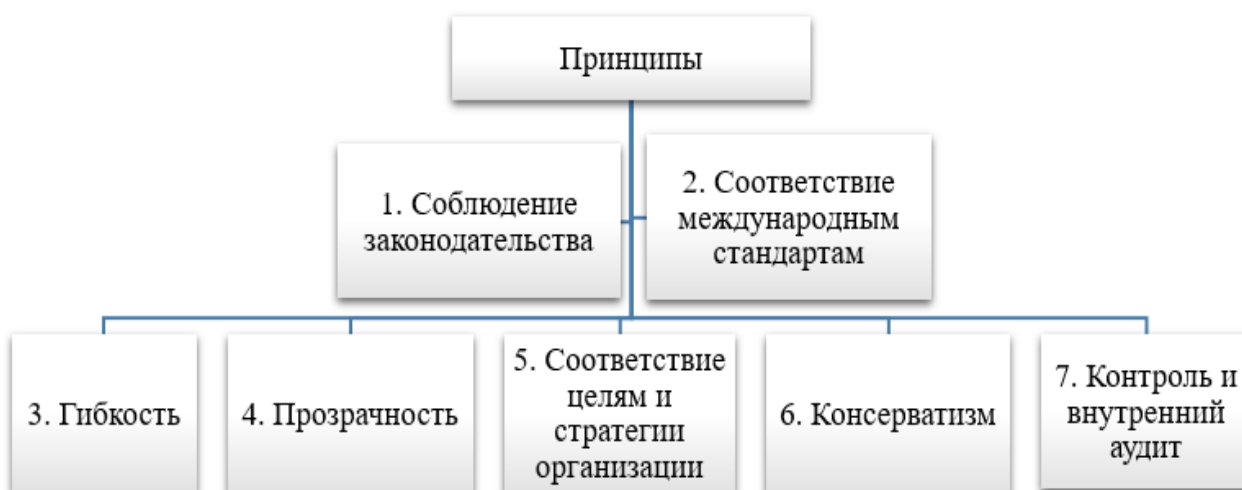 Принципы
1. Соблюдение
законодательства
2. Соответствие
международным
стандартам
3. Гибкость
4. Прозрачность
5. Соответствие
целям и
стратегии
организации
6. Консерватизм
7. Контроль и
внутренний
аудит